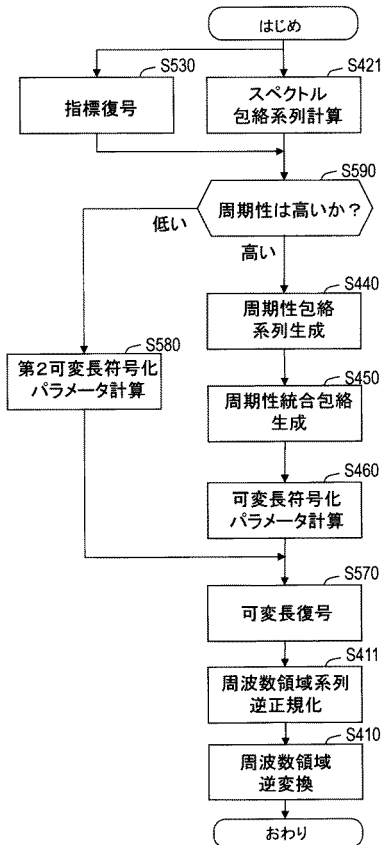 はじめ
S530
指標復号
S421
スペクトル
包絡系列計算
S590
周期性は高いか？
低い
高い
S440
周期性包絡
系列生成
S580
第２可変長符号化
パラメータ計算
S450
周期性統合包絡
生成
S460
可変長符号化
パラメータ計算
S570
可変長復号
S411
周波数領域系列
逆正規化
S410
周波数領域
逆変換
おわり